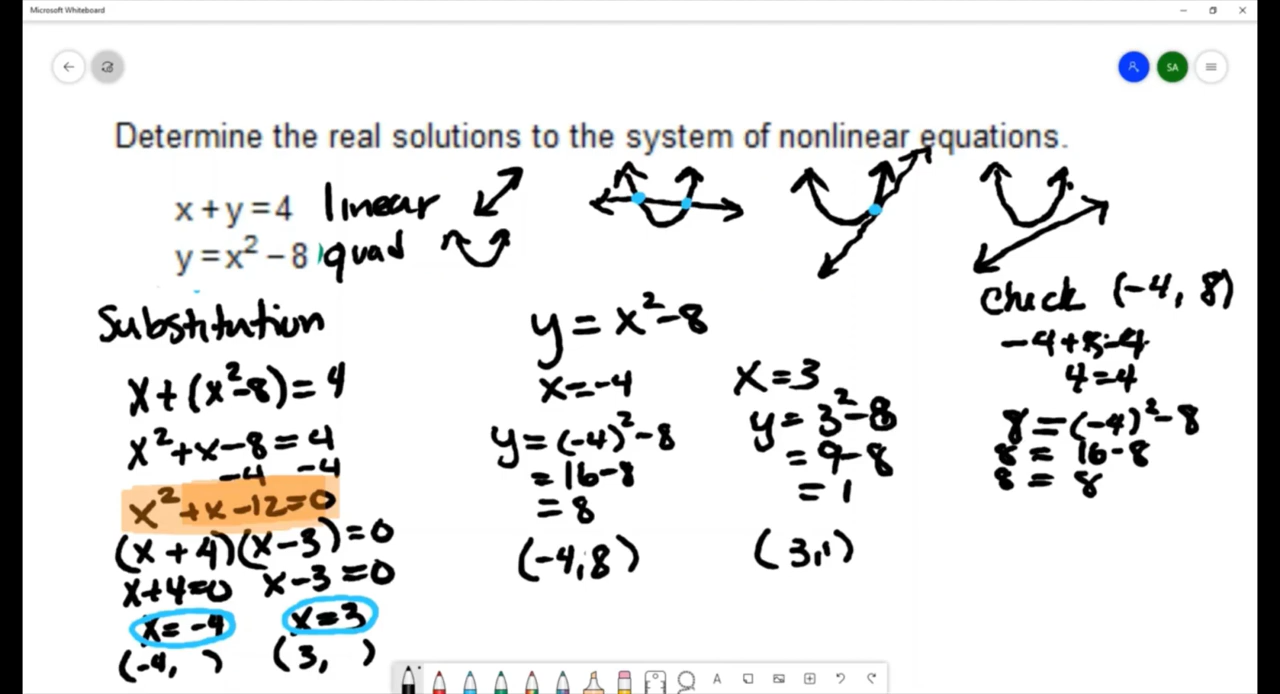 Microsoft Whiteboard
SA
Determine the real solutions to the system of nonlinear equations.
x + y = 4 linear
y = x² − 8 quad
Substitution
x + (x² − 8) = 4
x² + x − 8 = 4
−4 −4
x² + x − 12 = 0
(x + 4)(x − 3) = 0
x + 4 = 0 x − 3 = 0
x = −4 x = 3
(−4, ) (3, )
y = x² − 8
x = −4
y = (−4)² − 8
= 16 − 8
= 8
(−4, 8)
x = 3
y = 3² − 8
= 9 − 8
= 1
(3, 1)
Check (−4, 8)
4 = 4
8 = (−4)² − 8
8 = 16 − 8
8 = 8
A